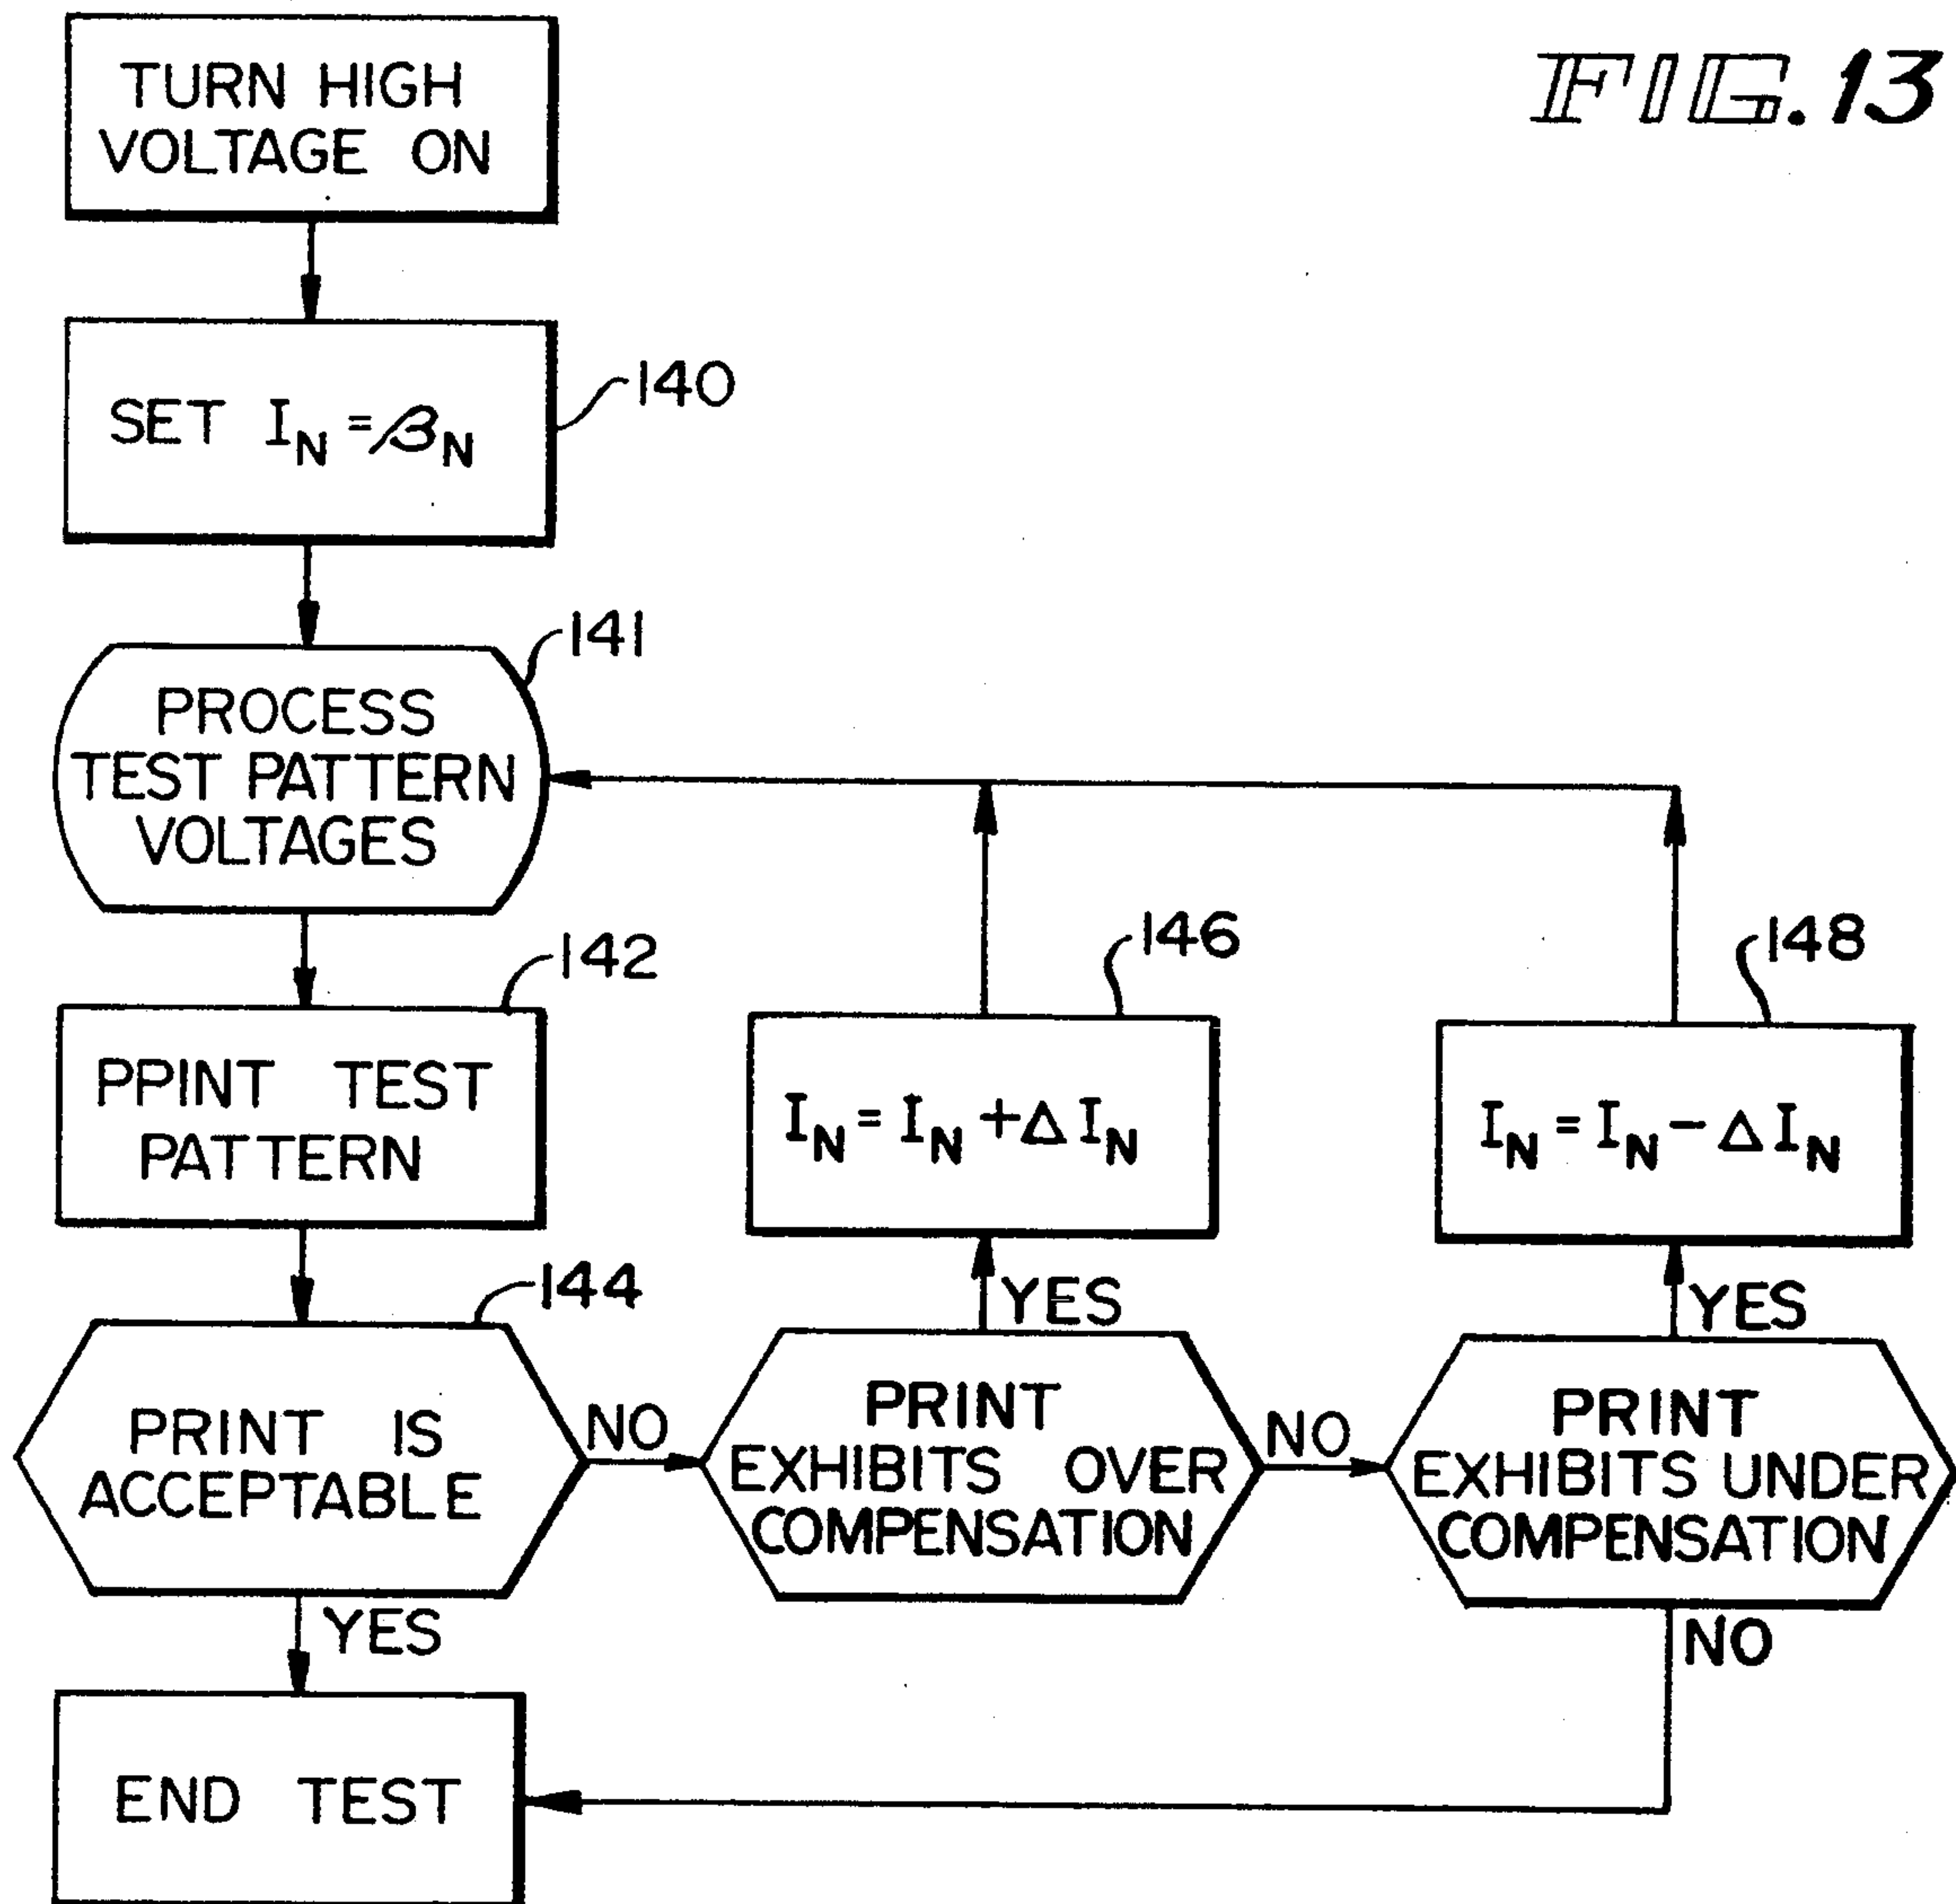 FIG. 13
TURN HIGH
VOLTAGE ON
SET I_N = β_N
140
PROCESS
TEST PATTERN
VOLTAGES
141
PPINT TEST
PATTERN
142
146
I_N = I_N + Δ I_N
148
I_N = I_N - Δ I_N
144
PRINT IS
ACCEPTABLE
NO
YES
PRINT
EXHIBITS OVER
COMPENSATION
YES
NO
PRINT
EXHIBITS UNDER
COMPENSATION
YES
NO
END TEST